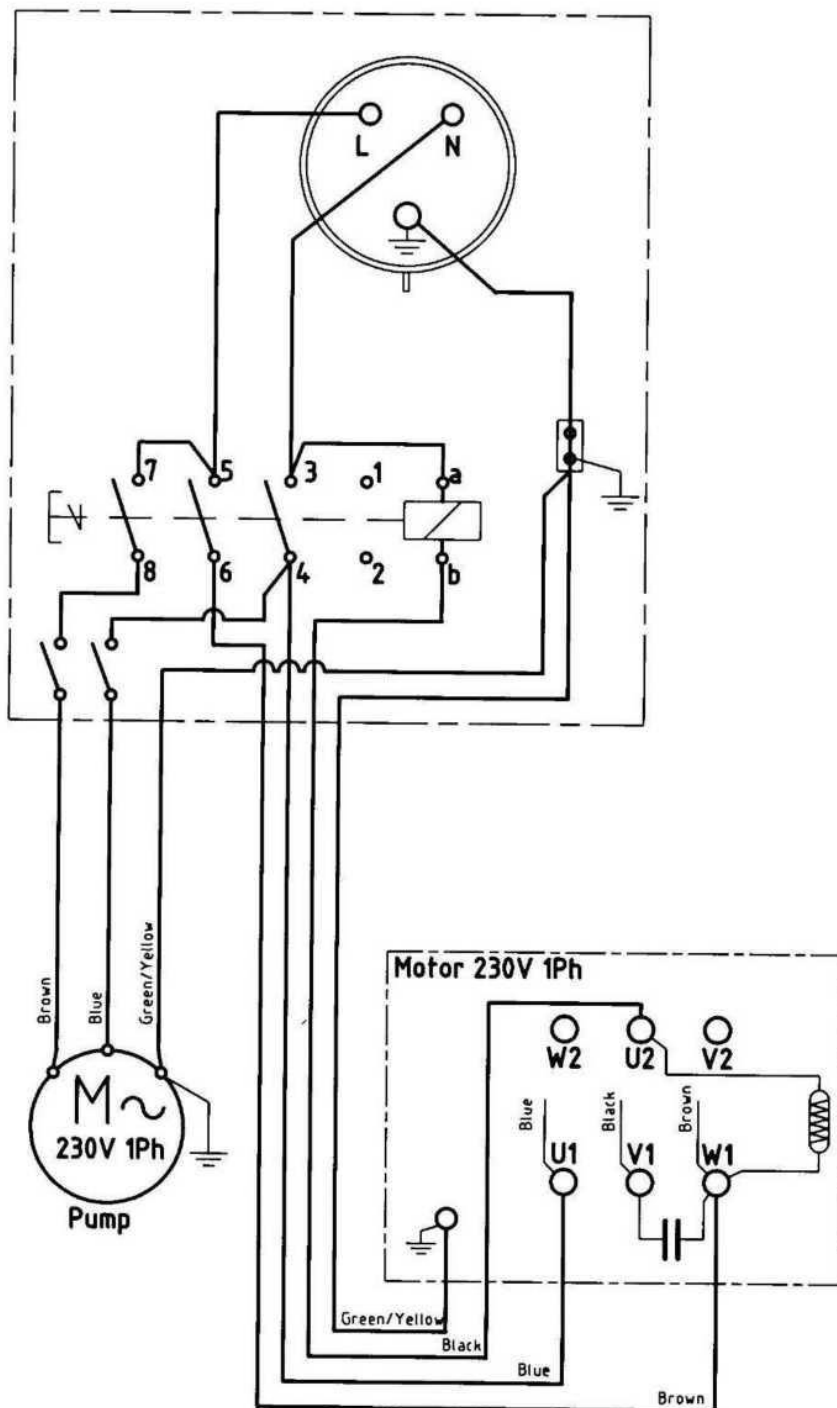 L N
7 5 3 1 a
8 6 4 2 b
Brown
Blue
Green/Yellow
M ~
230V 1Ph
Pump
Motor 230V 1Ph
W2 U2 V2
Blue
Black
Brown
U1 V1 W1
Green/Yellow
Black
Blue
Brown